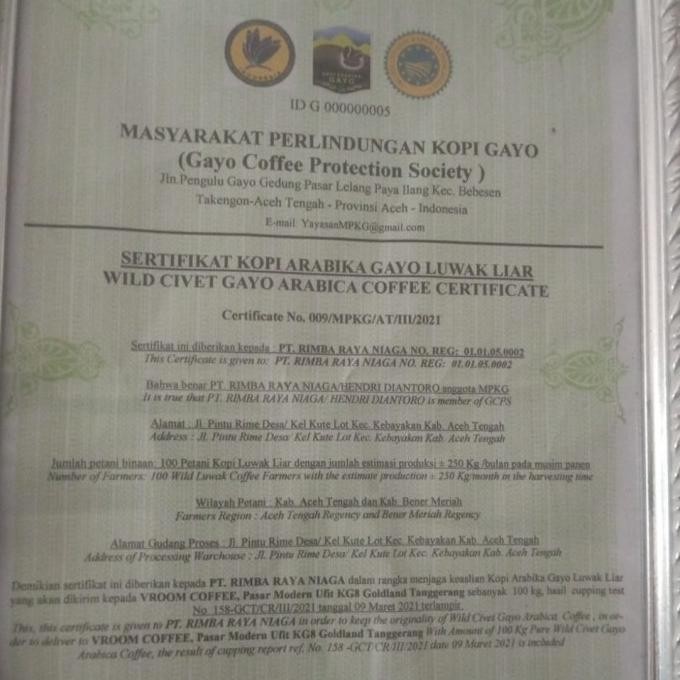 INDONESIA
GAYO
ID G 000000005
MASYARAKAT PERLINDUNGAN KOPI GAYO
(Gayo Coffee Protection Society )
Jln.Pengulu Gayo Gedung Pasar Lelang Paya Ilang Kec. Bebesen
Takengon-Aceh Tengah - Provinsi Aceh - Indonesia
E-mail YayasanMPKG@gmail.com
SERTIFIKAT KOPI ARABIKA GAYO LUWAK LIAR
WILD CIVET GAYO ARABICA COFFEE CERTIFICATE
Certificate No. 009/MPKG/AT/III/2021
Sertifikat ini diberikan kepada : PT. RIMBA RAYA NIAGA NO. REG: 01.01.05.0002
This Certificate is given to: PT. RIMBA RAYA NIAGA NO. REG: 01.01.05.0002
Bahwa benar PT. RIMBA RAYA NIAGA/HENDRI DIANTORO anggota MPKG
It is true that PT. RIMBA RAYA NIAGA/ HENDRI DIANTORO is member of GCPS
Alamat : Jl. Pintu Rime Desa/ Kel Kute Lot Kec. Kebayakan Kab. Aceh Tengah
Address : Jl. Pintu Rime Desa/ Kel Kute Lot Kec. Kebayakan Kab. Aceh Tengah
Jumlah petani binaan: 100 Petani Kopi Luwak Liar dengan jumlah estimasi produksi ± 250 Kg /bulan pada musim panen
Number of Farmers: 100 Wild Luwak Coffee Farmers with the estimate production ± 250 Kg/month in the harvesting time
Wilayah Petani : Kab. Aceh Tengah dan Kab. Bener Meriah
Farmers Region : Aceh Tengah Regency and Bener Meriah Regency
Alamat Gudang Proses : Jl. Pintu Rime Desa/ Kel Kute Lot Kec. Kebayakan Kab. Aceh Tengah
Address of Processing Warehouse : Jl. Pintu Rime Desa/ Kel Kute Lot Kec. Kebayakan Kab. Aceh Tengah
Demikian sertifikat ini diberikan kepada PT. RIMBA RAYA NIAGA dalam rangka menjaga keaslian Kopi Arabika Gayo Luwak Liar
yang akan dikirim kepada VROOM COFFEE, Pasar Modern Ufit KG8 Goldland Tanggerang sebanyak 100 kg, hasil cupping test
No. 158-GCT/CR/III/2021 tanggal 09 Maret 2021 terlampir.
This, this certificate is given to PT. RIMBA RAYA NIAGA in order to keep the originality of Wild Civet Gayo Arabica Coffee , in or-
der to deliver to VROOM COFFEE, Pasar Modern Ufit KG8 Goldland Tanggerang With Amount of 100 Kg Pure Wild Civet Gayo
Arabica Coffee, the result of cupping report ref. No. 158 -GCT/CR/III/2021 date 09 Maret 2021 is included